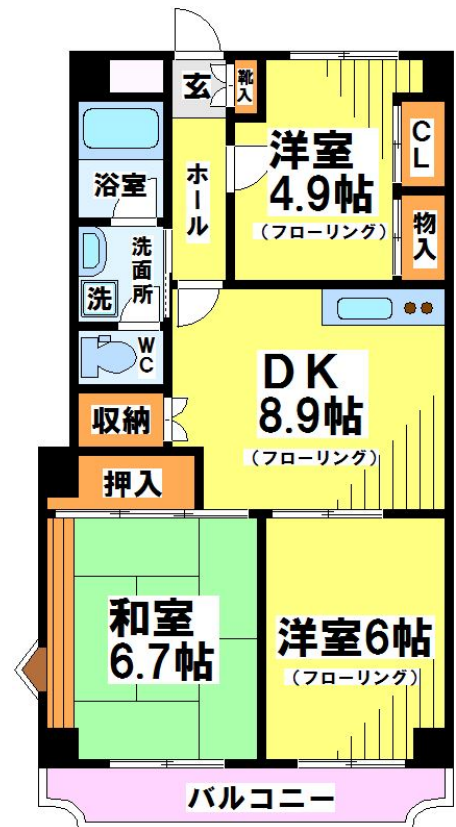 玄
靴入
洋室
4.9帖
(フローリング)
CL
物入
浴室
ホール
洗面所
洗
WC
DK
8.9帖
(フローリング)
収納
押入
和室
6.7帖
洋室6帖
(フローリング)
バルコニー